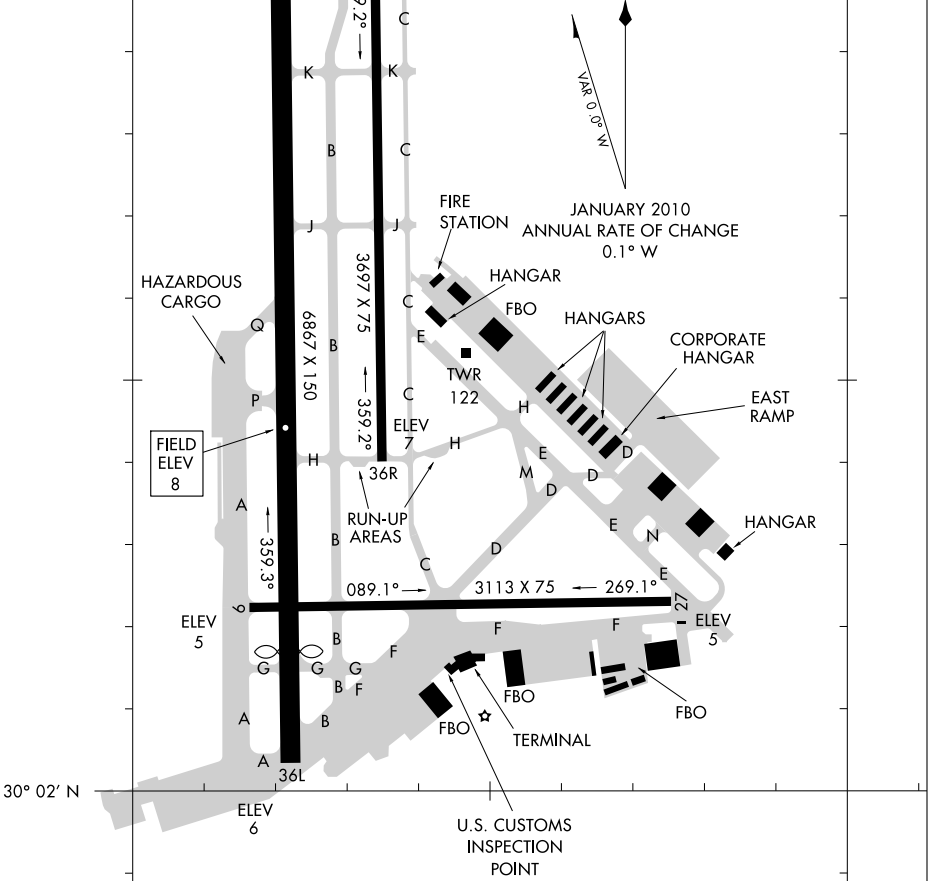 C
9.2°
K
K
VAR 0.0° W
B
C
FIRE
STATION
JANUARY 2010
ANNUAL RATE OF CHANGE
0.1° W
J
J
HAZARDOUS
CARGO
3697 X 75
HANGAR
C
FBO
HANGARS
Q
6867 X 150
E
B
CORPORATE
HANGAR
TWR
122
359.2°
C
P
H
EAST
RAMP
ELEV
7
FIELD
ELEV
8
H
H
36R
E
D
M
D
D
A
RUN-UP
AREAS
E
N
HANGAR
359.3°
B
D
C
E
089.1°
3113 X 75
269.1°
9
27
ELEV
5
ELEV
5
F
F
B
F
G
G
G
B
F
FBO
FBO
FBO
A
B
TERMINAL
A
36L
30° 02' N
ELEV
6
U.S. CUSTOMS
INSPECTION
POINT